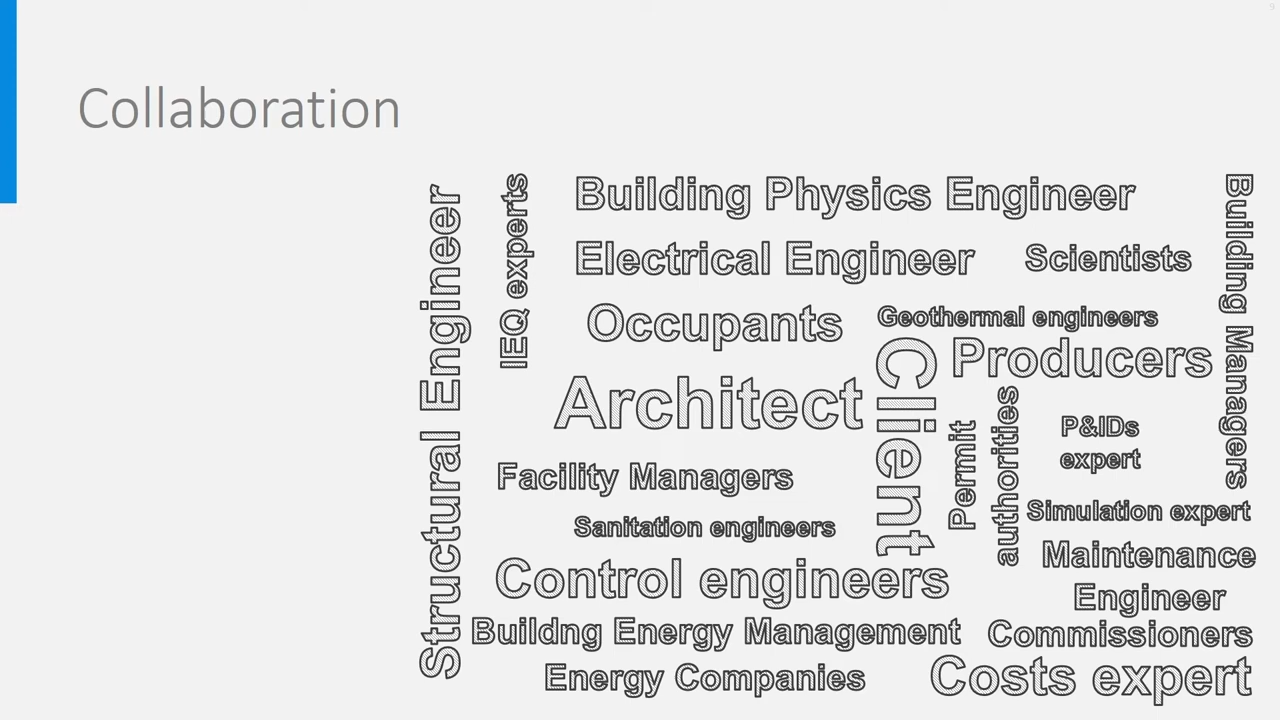 9
Collaboration
Structural Engineer
IEQ experts
Building Physics Engineer
Building Managers
Electrical Engineer
Scientists
Occupants
Geothermal engineers
Client
Producers
Architect
Permit
authorities
P&IDs
expert
Facility Managers
Simulation expert
Sanitation engineers
Maintenance
Engineer
Control engineers
Buildng Energy Management
Commissioners
Energy Companies
Costs expert